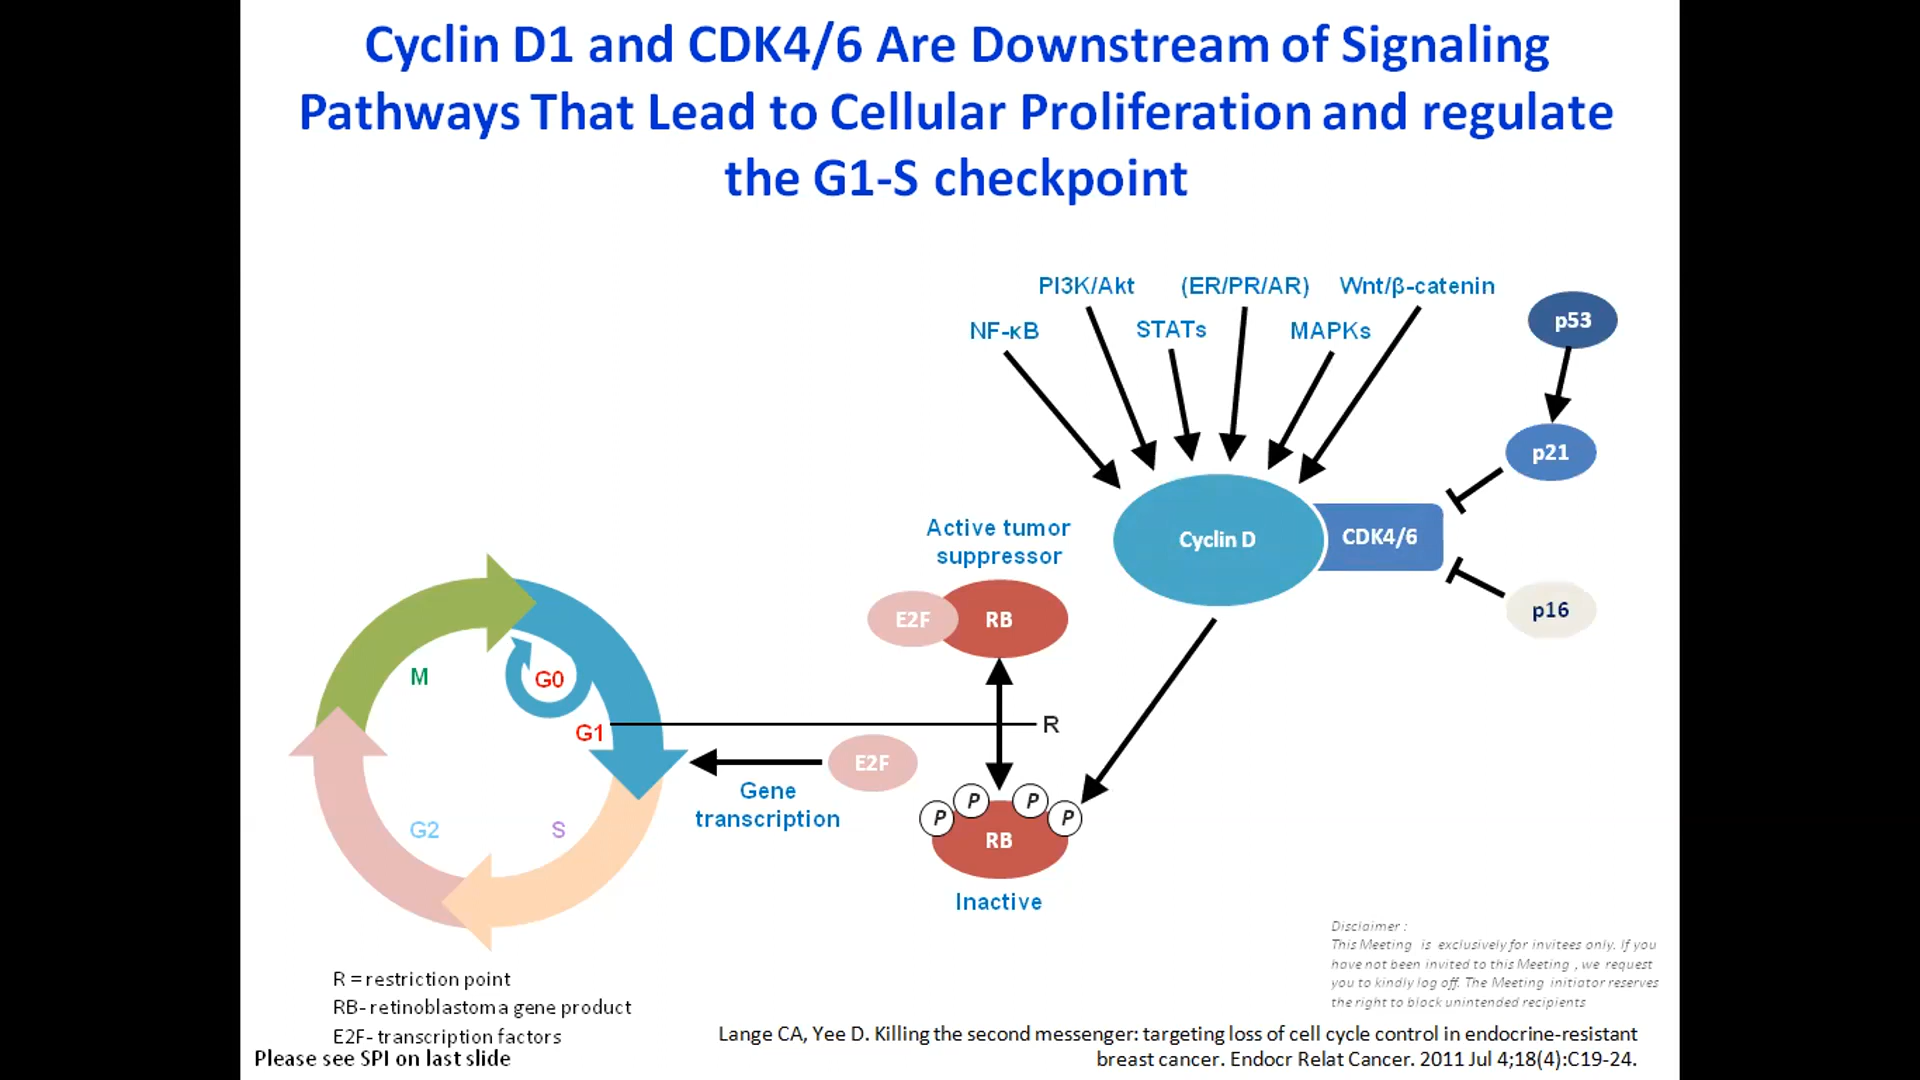 Cyclin D1 and CDK4/6 Are Downstream of Signaling
Pathways That Lead to Cellular Proliferation and regulate
the G1-S checkpoint
PI3K/Akt
(ER/PR/AR)
Wnt/β-catenin
NF-κB
STATs
MAPKs
p53
p21
Cyclin D
CDK4/6
p16
Active tumor
suppressor
E2F
RB
M
G0
G1
R
E2F
Gene
transcription
G2
S
P
P
P
P
RB
Inactive
R = restriction point
RB- retinoblastoma gene product
E2F- transcription factors
Please see SPI on last slide
Disclaimer :
This Meeting is exclusively for invitees only. If you
have not been invited to this Meeting , we request
you to kindly log off. The Meeting initiator reserves
the right to block unintended recipients
Lange CA, Yee D. Killing the second messenger: targeting loss of cell cycle control in endocrine-resistant
breast cancer. Endocr Relat Cancer. 2011 Jul 4;18(4):C19-24.